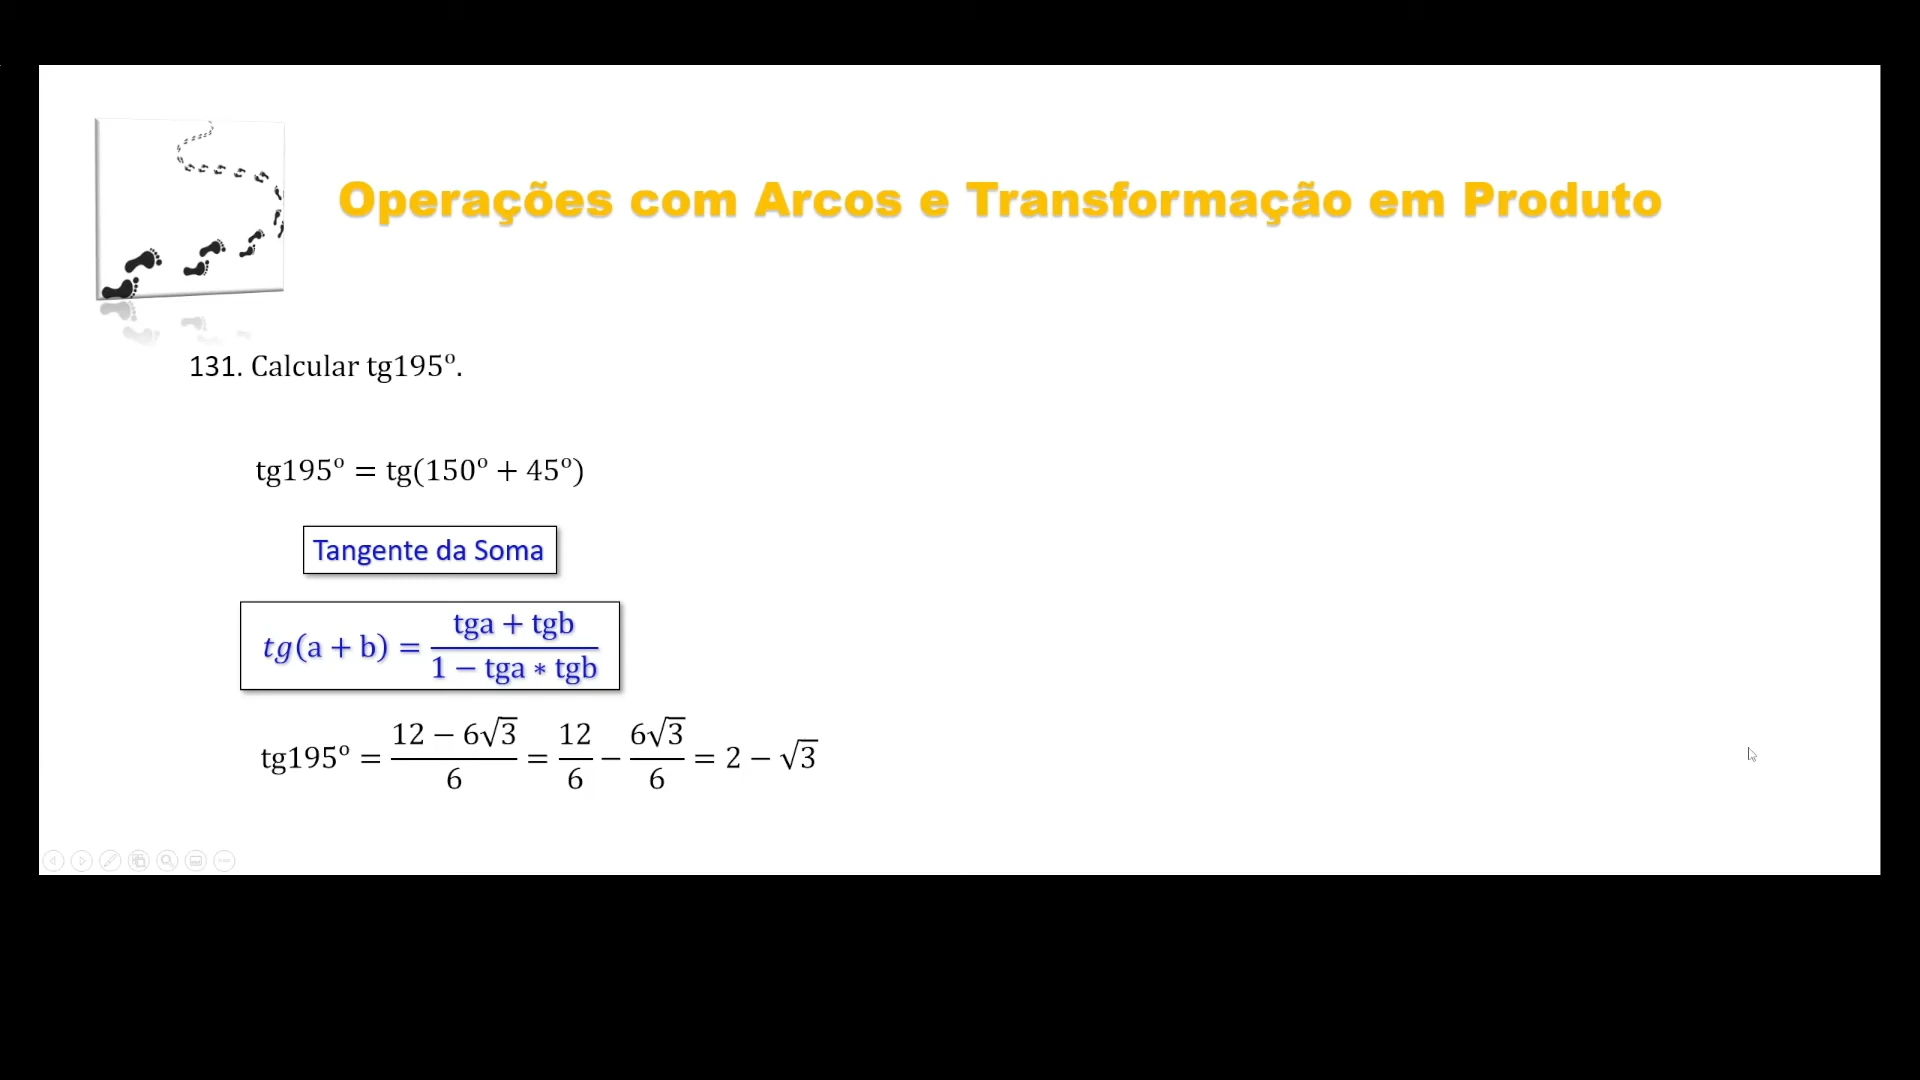 Operações com Arcos e Transformação em Produto
131. Calcular tg195º.
tg195º = tg(150º + 45º)
Tangente da Soma
tg(a + b) = (tga + tgb)/(1 − tga ∗ tgb)
tg195º = (12 − 6√3)/6 = 12/6 − 6√3/6 = 2 − √3